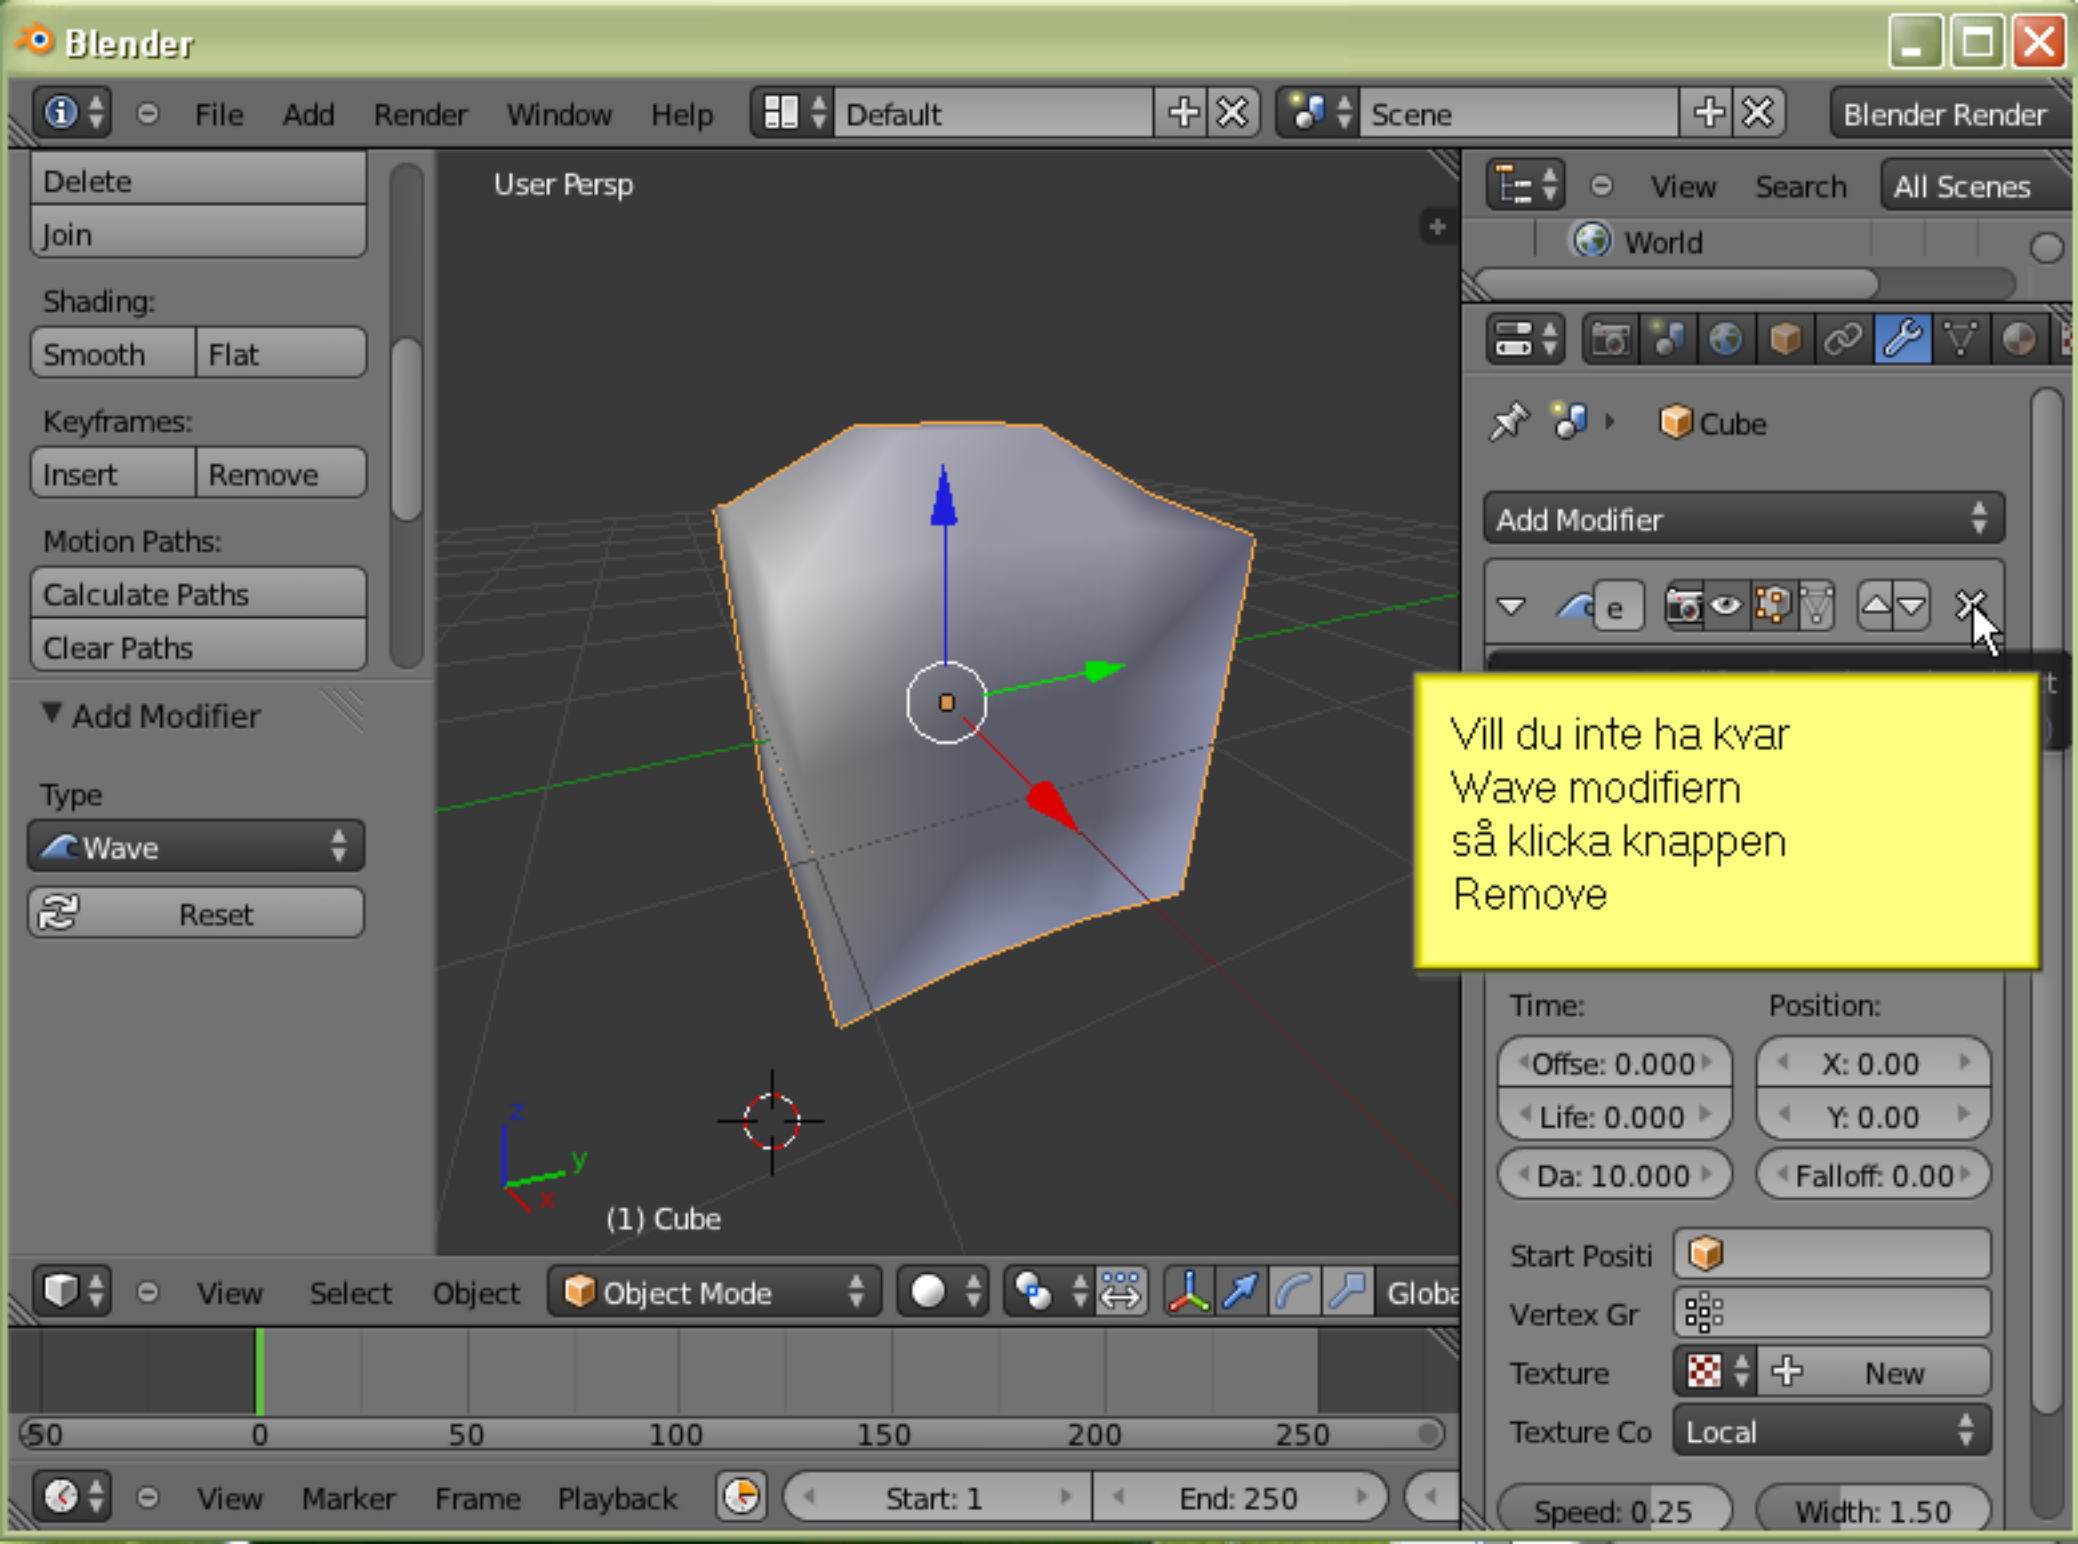 Blender
File Add Render Window Help Default Scene Blender Render
Delete
Join
Shading:
Smooth Flat
Keyframes:
Insert Remove
Motion Paths:
Calculate Paths
Clear Paths
Add Modifier
Type
Wave
Reset
User Persp
z
y
x
(1) Cube
View Select Object Object Mode Globa
-50 0 50 100 150 200 250
View Marker Frame Playback Start: 1 End: 250
View Search All Scenes
World
Cube
Add Modifier
e
Vill du inte ha kvar
Wave modifiern
så klicka knappen
Remove
Time: Position:
Offse: 0.000 X: 0.00
Life: 0.000 Y: 0.00
Da: 10.000 Falloff: 0.00
Start Positi
Vertex Gr
Texture New
Texture Co Local
Speed: 0.25 Width: 1.50